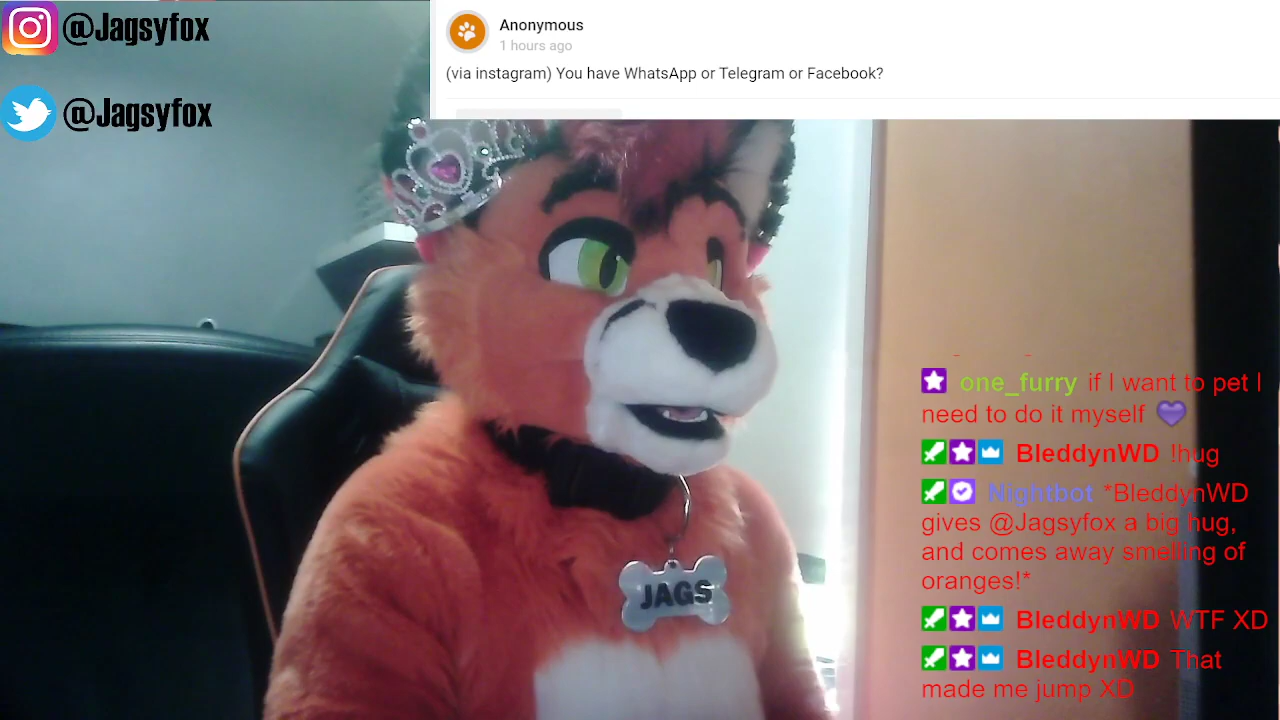 @Jagsyfox
@Jagsyfox
Anonymous
1 hours ago
(via instagram) You have WhatsApp or Telegram or Facebook?
JAGS
one_furry if I want to pet I
need to do it myself 💜
BleddynWD !hug
Nightbot *BleddynWD
gives @Jagsyfox a big hug,
and comes away smelling of
oranges!*
BleddynWD WTF XD
BleddynWD That
made me jump XD